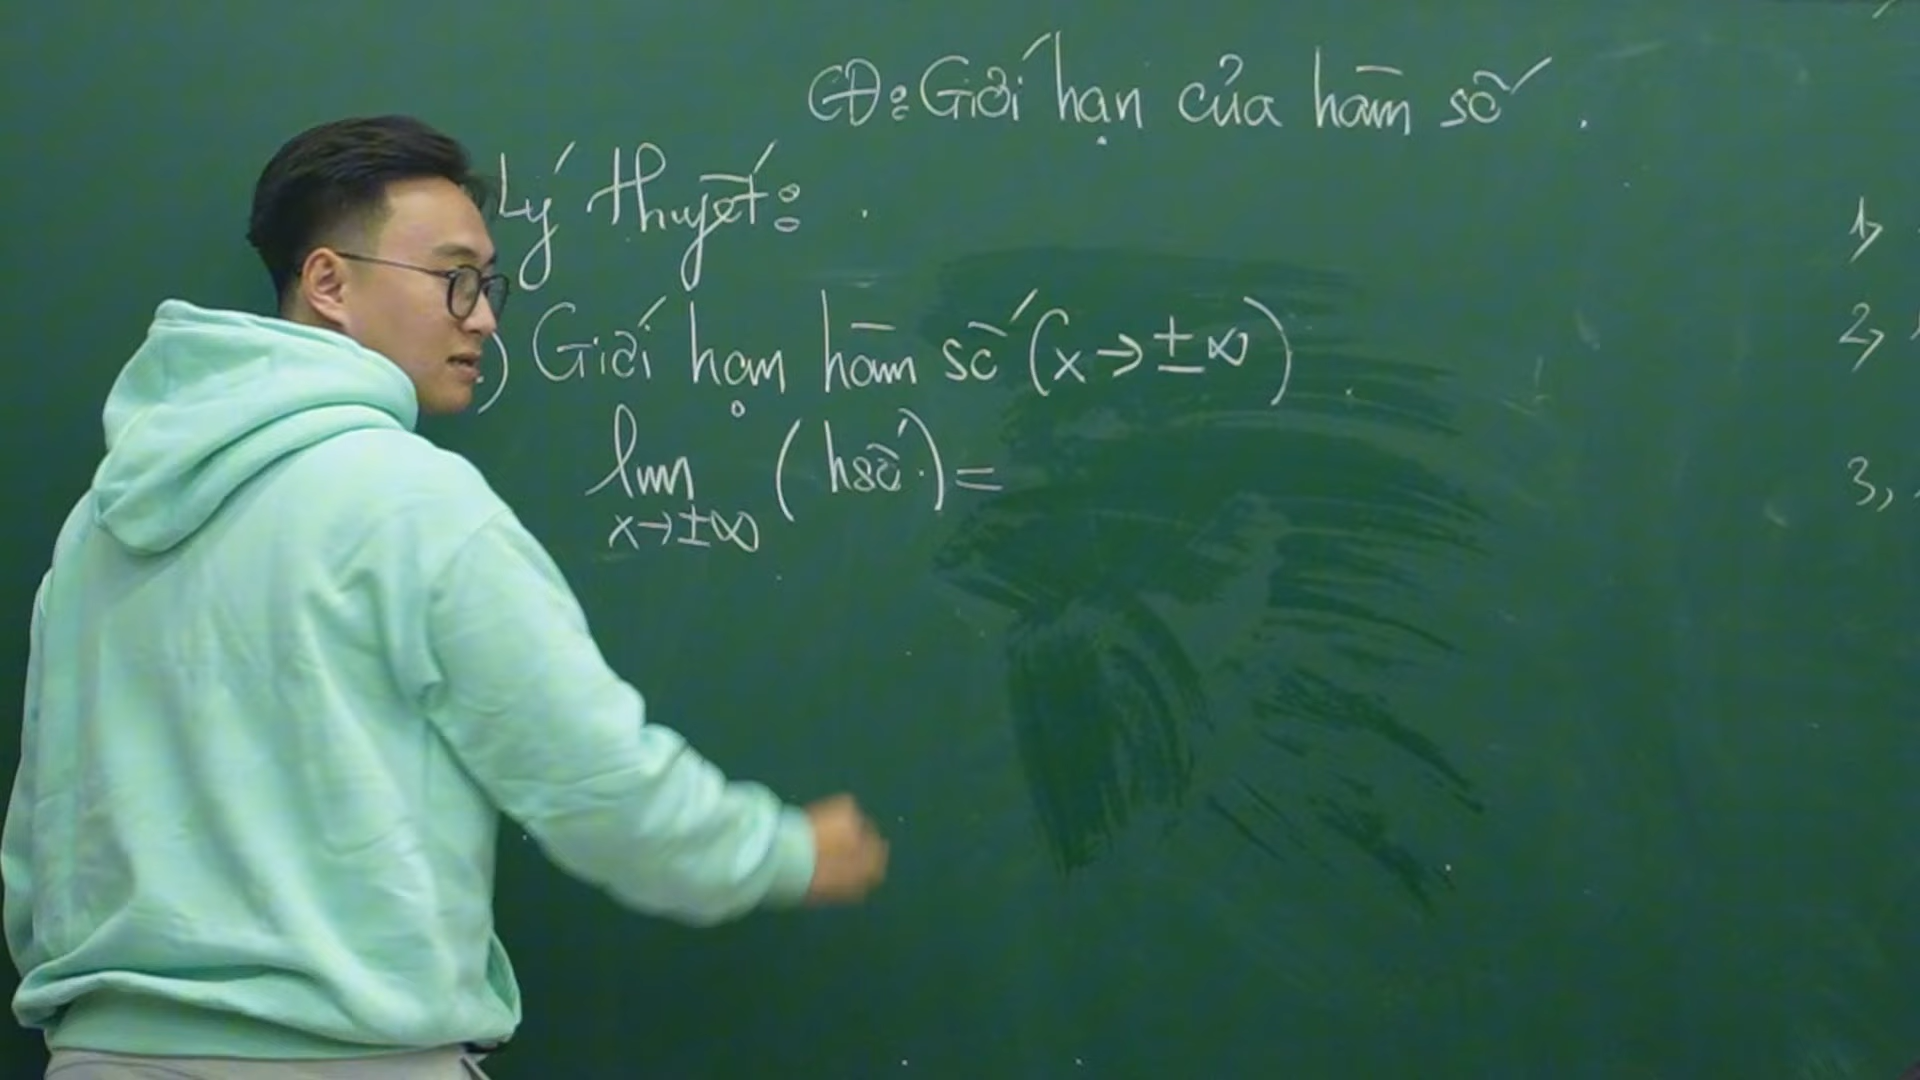 CĐ: Giới hạn của hàm số.
Lý thuyết:
) Giới hạn hàm số (x → ±∞)
lim (hsố) =
x→±∞
1,
2,
3,